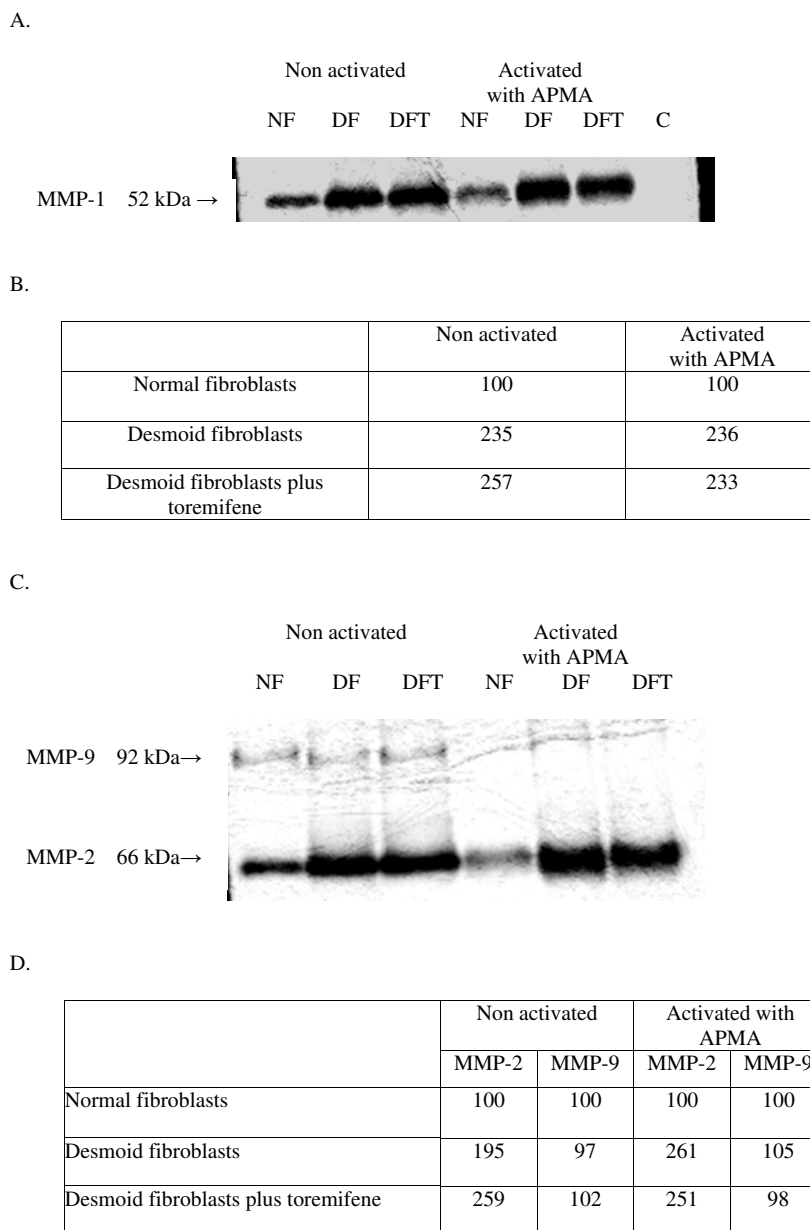 A.
Non activated Activated
with APMA
NF DF DFT NF DF DFT C
MMP-1 52 kDa →
B.
Non activated Activated
with APMA
Normal fibroblasts 100 100
Desmoid fibroblasts 235 236
Desmoid fibroblasts plus 257 233
toremifene
C.
Non activated Activated
with APMA
NF DF DFT NF DF DFT
MMP-9 92 kDa→
MMP-2 66 kDa→
D.
Non activated Activated with
APMA
MMP-2 MMP-9 MMP-2 MMP-9
Normal fibroblasts 100 100 100 100
Desmoid fibroblasts 195 97 261 105
Desmoid fibroblasts plus toremifene 259 102 251 98